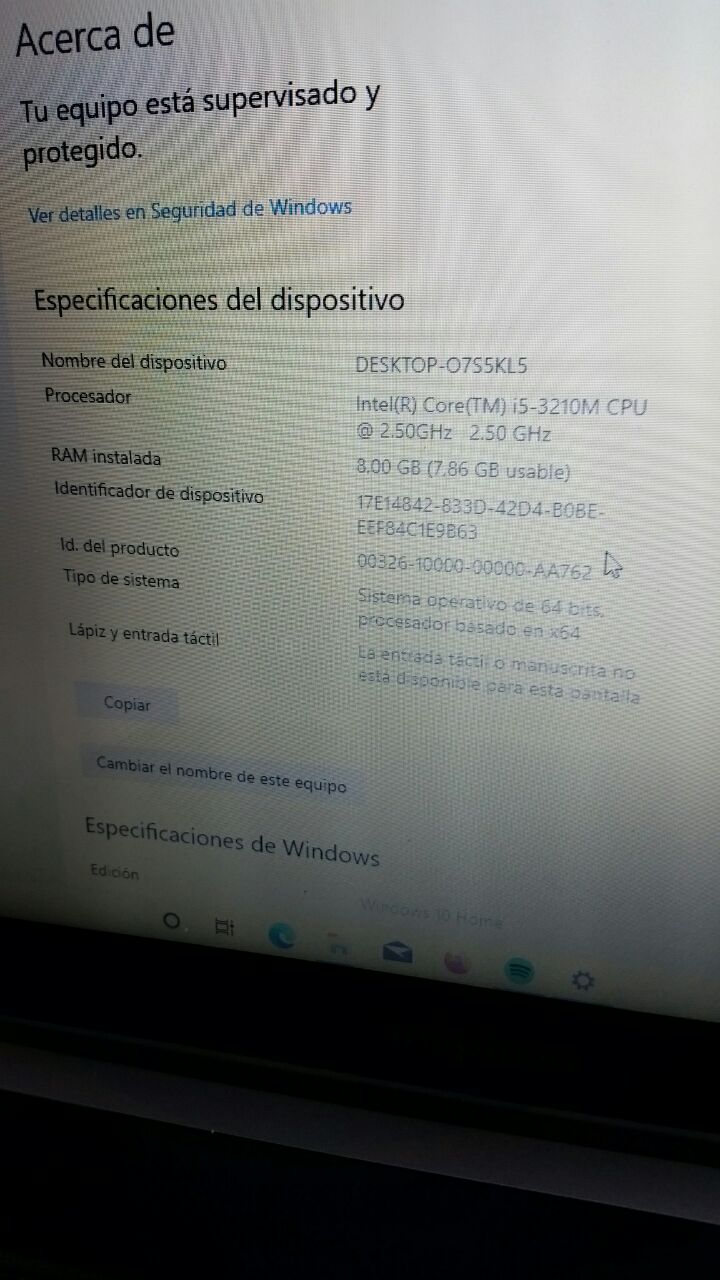 Acerca de
Tu equipo está supervisado y
protegido.
Ver detalles en Seguridad de Windows
Especificaciones del dispositivo
Nombre del dispositivo DESKTOP-O7S5KL5
Procesador Intel(R) Core(TM) i5-3210M CPU
@ 2.50GHz 2.50 GHz
RAM instalada 8,00 GB (7,86 GB usable)
Identificador de dispositivo 17E14842-833D-42D4-B0BE-
EEF84C1E9B63
Id. del producto 00326-10000-00000-AA762
Tipo de sistema Sistema operativo de 64 bits,
procesador basado en x64
Lápiz y entrada táctil La entrada táctil o manuscrita no
está disponible para esta pantalla
Copiar
Cambiar el nombre de este equipo
Especificaciones de Windows
Edición Windows 10 Home